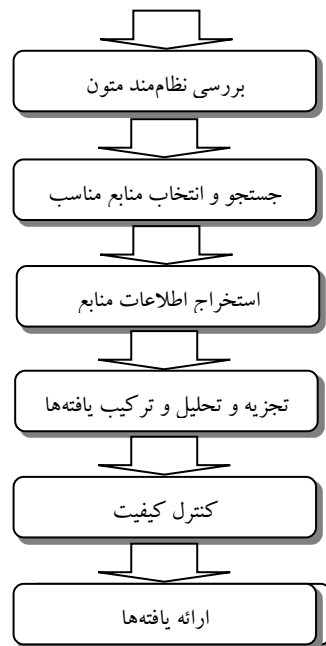 بررسی نظام‌مند متون
جستجو و انتخاب منابع مناسب
استخراج اطلاعات منابع
تجزیه و تحلیل و ترکیب یافته‌ها
کنترل کیفیت
ارائه یافته‌ها